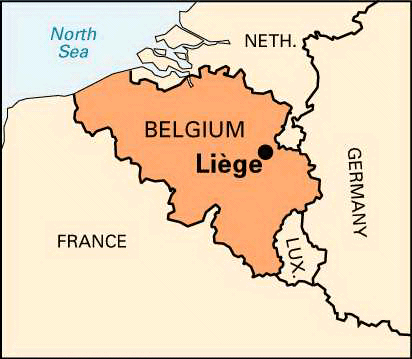 North
Sea
NETH.
BELGIUM
Liège
GERMANY
FRANCE
LUX.